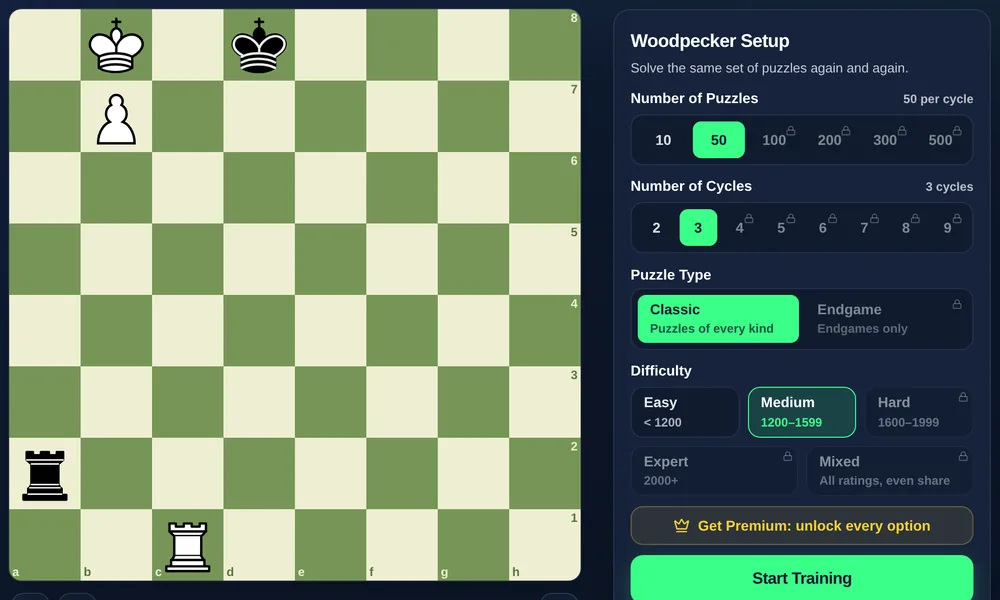 8
7
6
5
4
3
2
1
a b c d e f g h
Woodpecker Setup
Solve the same set of puzzles again and again.
Number of Puzzles 50 per cycle
10 50 100 200 300 500
Number of Cycles 3 cycles
2 3 4 5 6 7 8 9
Puzzle Type
Classic Endgame
Puzzles of every kind Endgames only
Difficulty
Easy Medium Hard
< 1200 1200–1599 1600–1999
Expert Mixed
2000+ All ratings, even share
Get Premium: unlock every option
Start Training